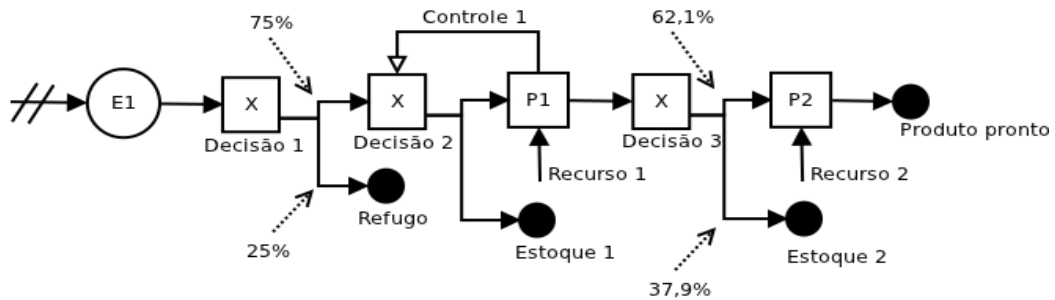 Controle 1
75%
62,1%
E1
X
X
P1
X
P2
Decisão 1
Decisão 2
Decisão 3
Produto pronto
Recurso 1
Recurso 2
Refugo
25%
Estoque 1
Estoque 2
37,9%